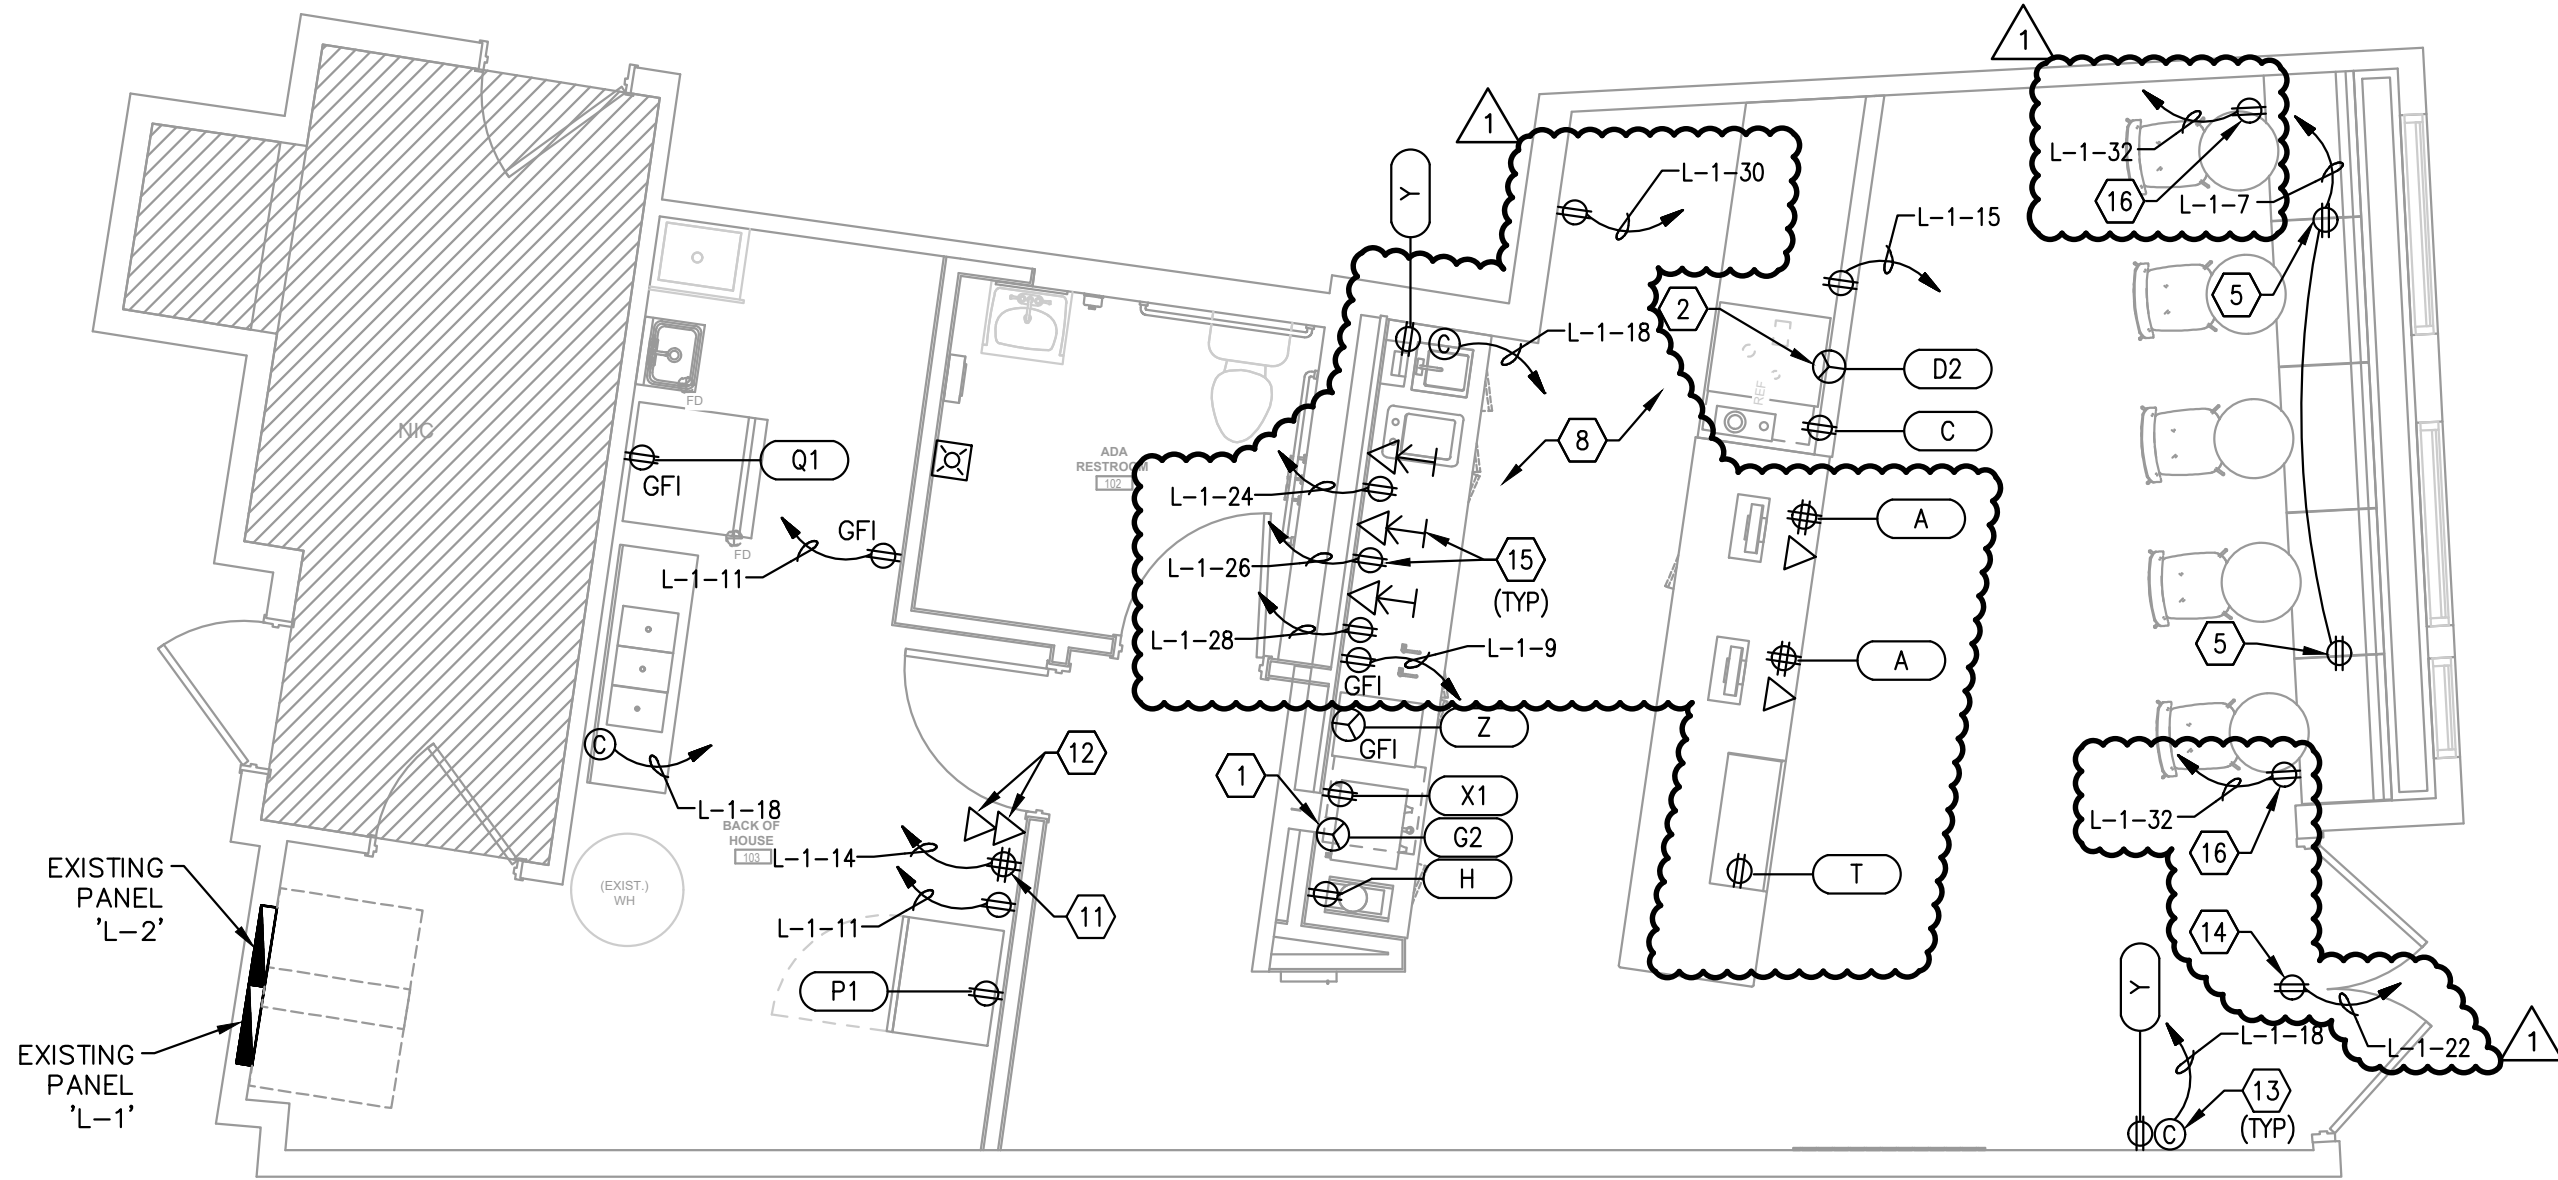 1
1
L-1-32
16
L-1-7
L-1-30
Y
L-1-15
5
2
L-1-18
C
D2
C
REF
FD
NIC
Q1
GFI
8
ADA
RESTROOM
102
L-1-24
A
GFI
FD
L-1-11
L-1-26
15
(TYP)
L-1-28
L-1-9
GFI
A
5
Z
GFI
C
12
1
X1
L-1-18
BACK OF
HOUSE
103
L-1-14
G2
L-1-32
16
H
T
EXISTING
PANEL
'L-2'
(EXIST.)
WH
L-1-11
11
14
P1
Y
EXISTING
PANEL
'L-1'
L-1-18
L-1-22
1
13
(TYP)
C